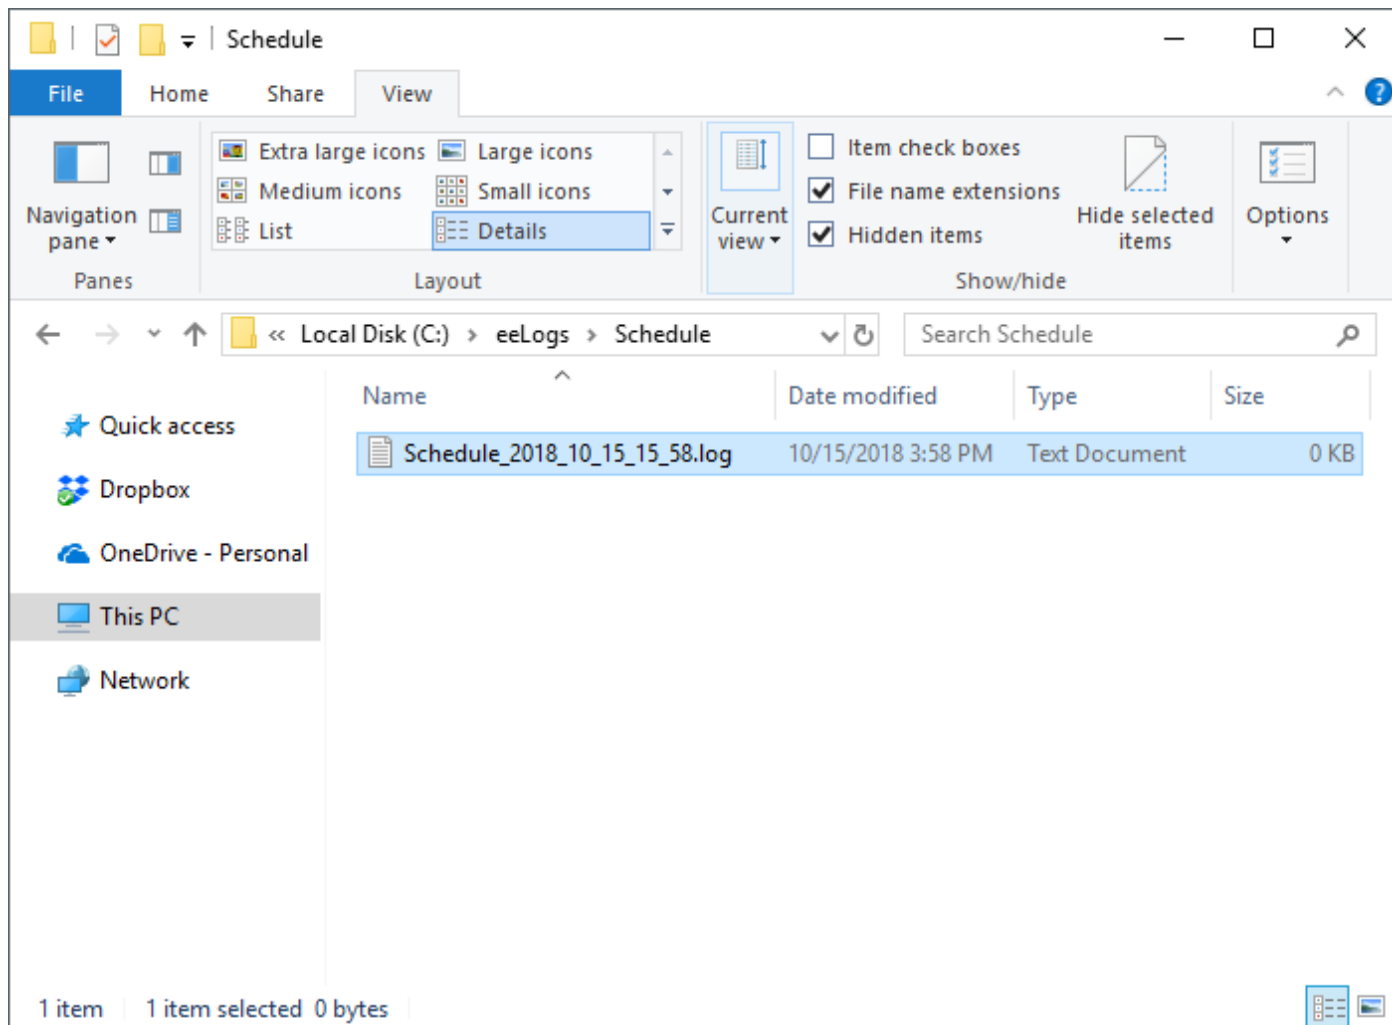 Schedule
File Home Share View
Extra large icons Large icons
Medium icons Small icons
List Details
Navigation pane
Panes
Layout
Current view
Item check boxes
File name extensions
Hidden items
Hide selected items
Show/hide
Options
« Local Disk (C:) > eeLogs > Schedule
Search Schedule
Name Date modified Type Size
Schedule_2018_10_15_15_58.log 10/15/2018 3:58 PM Text Document 0 KB
Quick access
Dropbox
OneDrive - Personal
This PC
Network
1 item 1 item selected 0 bytes